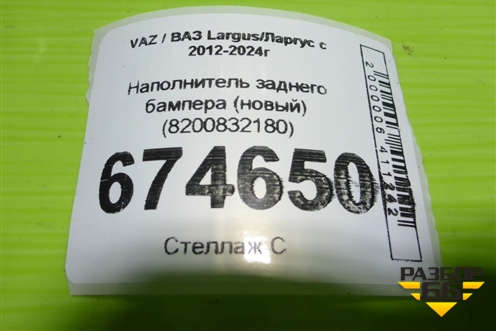 VAZ / ВАЗ Largus/Ларгус с
2012-2024г
Наполнитель заднего
бампера (новый)
(8200832180)
674650
Стеллаж С
2000006411242
РАЗБОР
66